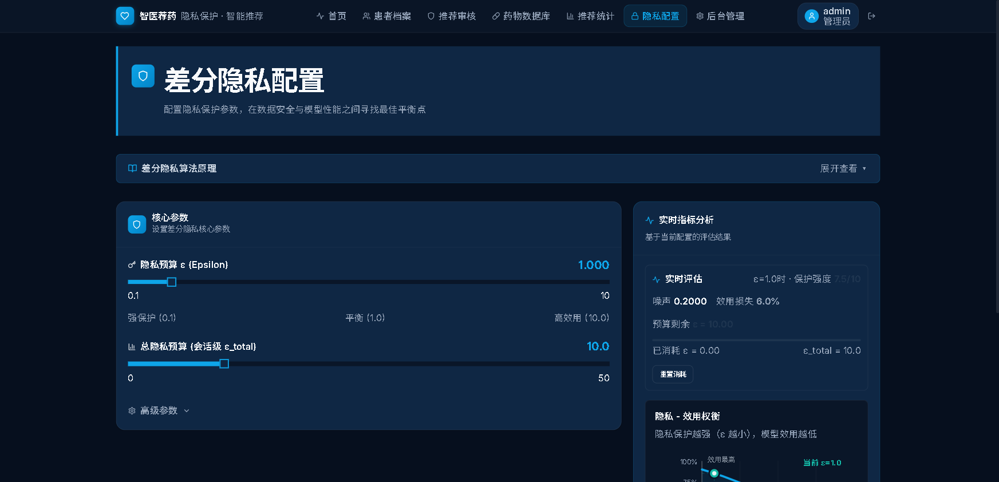 智医荐药 隐私保护 · 智能推荐
首页 患者档案 推荐审核 药物数据库 推荐统计 隐私配置 后台管理
admin
管理员
差分隐私配置
配置隐私保护参数，在数据安全与模型性能之间寻找最佳平衡点
差分隐私算法原理
展开查看 ▼
核心参数
设置差分隐私核心参数
隐私预算 ε (Epsilon)
1.000
0.1
10
强保护 (0.1)
平衡 (1.0)
高效用 (10.0)
总隐私预算 (会话级 ε_total)
10.0
0
50
高级参数
实时指标分析
基于当前配置的评估结果
实时评估
ε=1.0时 · 保护强度 7.5/10
噪声 0.2000 效用损失 6.0%
预算剩余 ε = 10.00
已消耗 ε = 0.00
ε_total = 10.0
重置消耗
隐私 - 效用权衡
隐私保护越强（ε 越小），模型效用越低
100%
效用最高
当前 ε=1.0
75%